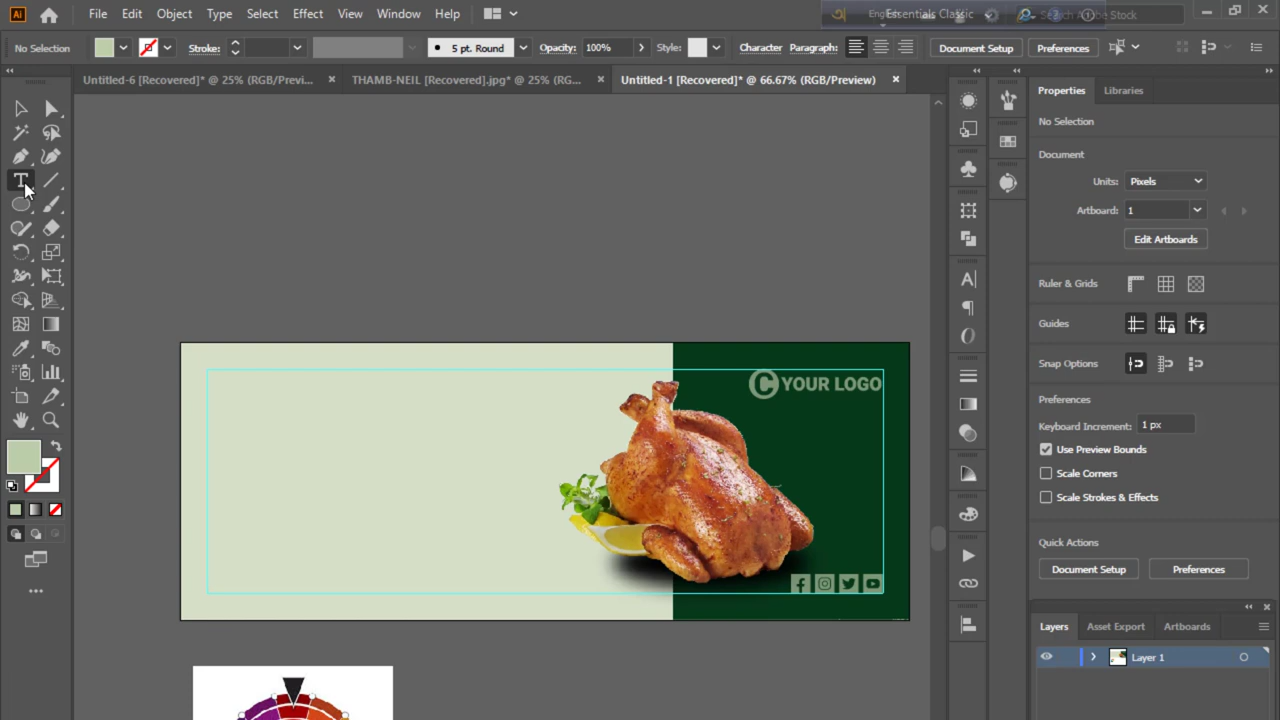 Ai File Edit Object Type Select Effect View Window Help
Essentials Classic
No Selection Stroke: 5 pt. Round Opacity: 100% Style: Character Paragraph: Document Setup Preferences
Untitled-6 [Recovered]* @ 25% (RGB/Previ... THAMB-NEIL [Recovered].jpg* @ 25% (RG... Untitled-1 [Recovered]* @ 66.67% (RGB/Preview)
Properties Libraries
No Selection
Document
Units: Pixels
Artboard: 1
Edit Artboards
Ruler & Grids
Guides
Snap Options
Preferences
Keyboard Increment: 1 px
Use Preview Bounds
Scale Corners
Scale Strokes & Effects
Quick Actions
Document Setup Preferences
Layers Asset Export Artboards
Layer 1
C YOUR LOGO